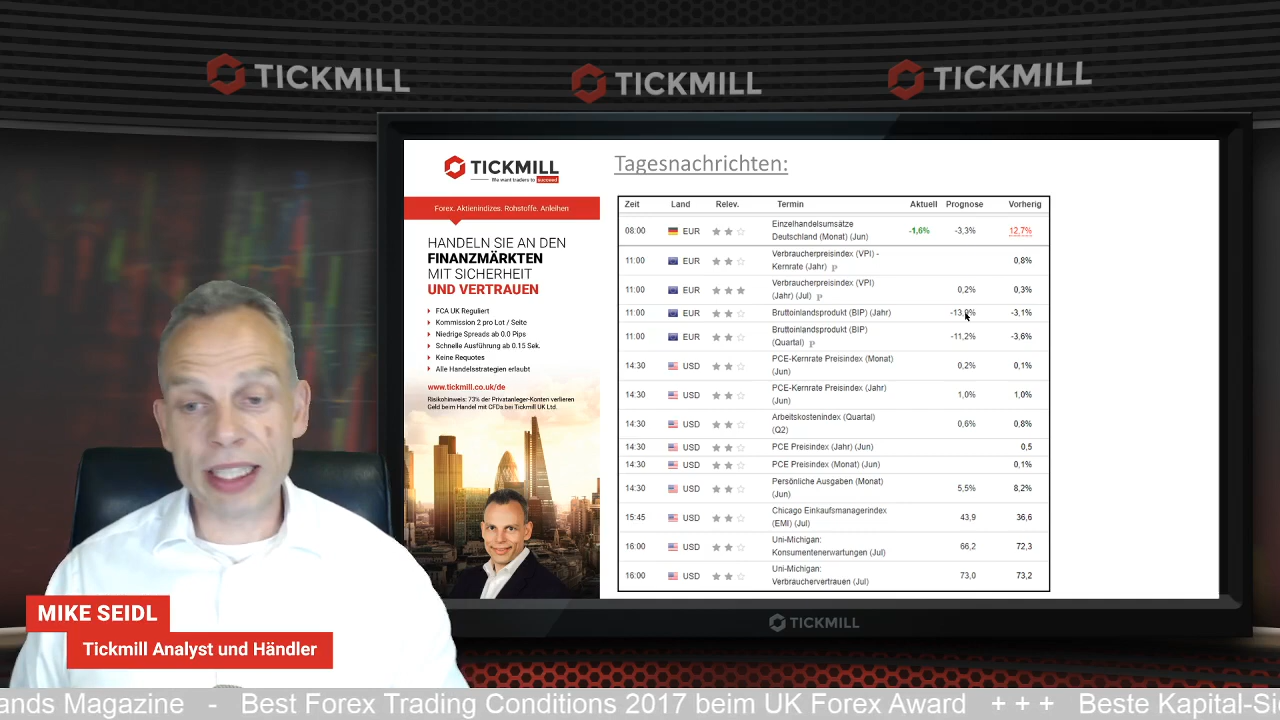 TICKMILL
TICKMILL
TICKMILL
TICKMILL
We want traders to succeed
Forex. Aktienindizes. Rohstoffe. Anleihen
HANDELN SIE AN DEN
FINANZMÄRKTEN
MIT SICHERHEIT
UND VERTRAUEN
FCA UK Reguliert
Kommission 2 pro Lot / Seite
Niedrige Spreads ab 0.0 Pips
Schnelle Ausführung ab 0.15 Sek.
Keine Requotes
Alle Handelsstrategien erlaubt
www.tickmill.co.uk/de
Risikohinweis: 73% der Privatanleger-Konten verlieren
Geld beim Handel mit CFDs bei Tickmill UK Ltd.
Tagesnachrichten:
Zeit Land Relev. Termin Aktuell Prognose Vorherig
08:00 EUR Einzelhandelsumsätze -1,6% -3,3% 12,7%
Deutschland (Monat) (Jun)
11:00 EUR Verbraucherpreisindex (VPI) - 0,8%
Kernrate (Jahr) P
11:00 EUR Verbraucherpreisindex (VPI) 0,2% 0,3%
(Jahr) (Jul) P
11:00 EUR Bruttoinlandsprodukt (BIP) (Jahr) -3,1%
11:00 EUR Bruttoinlandsprodukt (BIP) -11,2% -3,6%
(Quartal) P
14:30 USD PCE-Kernrate Preisindex (Monat) 0,2% 0,1%
(Jun)
14:30 USD PCE-Kernrate Preisindex (Jahr) 1,0% 1,0%
(Jun)
14:30 USD Arbeitskostenindex (Quartal) 0,6% 0,8%
(Q2)
14:30 USD PCE Preisindex (Jahr) (Jun) 0,5
14:30 USD PCE Preisindex (Monat) (Jun) 0,1%
14:30 USD Persönliche Ausgaben (Monat) 5,5% 8,2%
(Jun)
15:45 USD Chicago Einkaufsmanagerindex 43,9 36,6
(EMI) (Jul)
16:00 USD Uni-Michigan: 66,2 72,3
Konsumentenerwartungen (Jul)
16:00 USD Uni-Michigan: 73,0 73,2
Verbrauchervertrauen (Jul)
TICKMILL
MIKE SEIDL
Tickmill Analyst und Händler
ands Magazine - Best Forex Trading Conditions 2017 beim UK Forex Award +++ Beste Kapital-Si